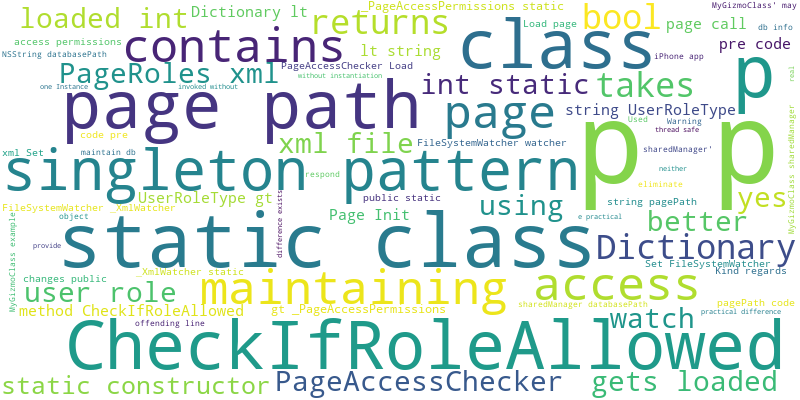 loaded int
Dictionary lt
_PageAccessPermissions static
MyGizmoClass' may
access permissions
returns
bool
Load page
page call
db info
NSString databasePath
contains
lt string
class
iPhone app
pre code
PageRoles xml
PageAccessChecker Load
without instantiation
one Instance
invoked without
int static
takes
p
real
page path
page
string UserRoleType
code pre
Used
Warning
thread safe
p p
xml file
FileSystemWatcher watcher
sharedManager'
xml Set
maintain db
singleton pattern
respond
neither
eliminate
UserRoleType gt
public static
using
string pagePath
yes
FileSystemWatcher _XmlWatcher
Page Init
better
object
e practical
MyGizmoClass sharedManager
MyGizmoClass example
difference exists
static class
Dictionary
provide
changes public
_XmlWatcher static
Set FileSystemWatcher
Kind regards
user role
maintaining
access
method CheckIfRoleAllowed
gt _PageAccessPermissions
sharedManager databasePath
pagePath code
offending line
watch
practical difference
CheckIfRoleAllowed
static constructor
PageAccessChecker
gets loaded